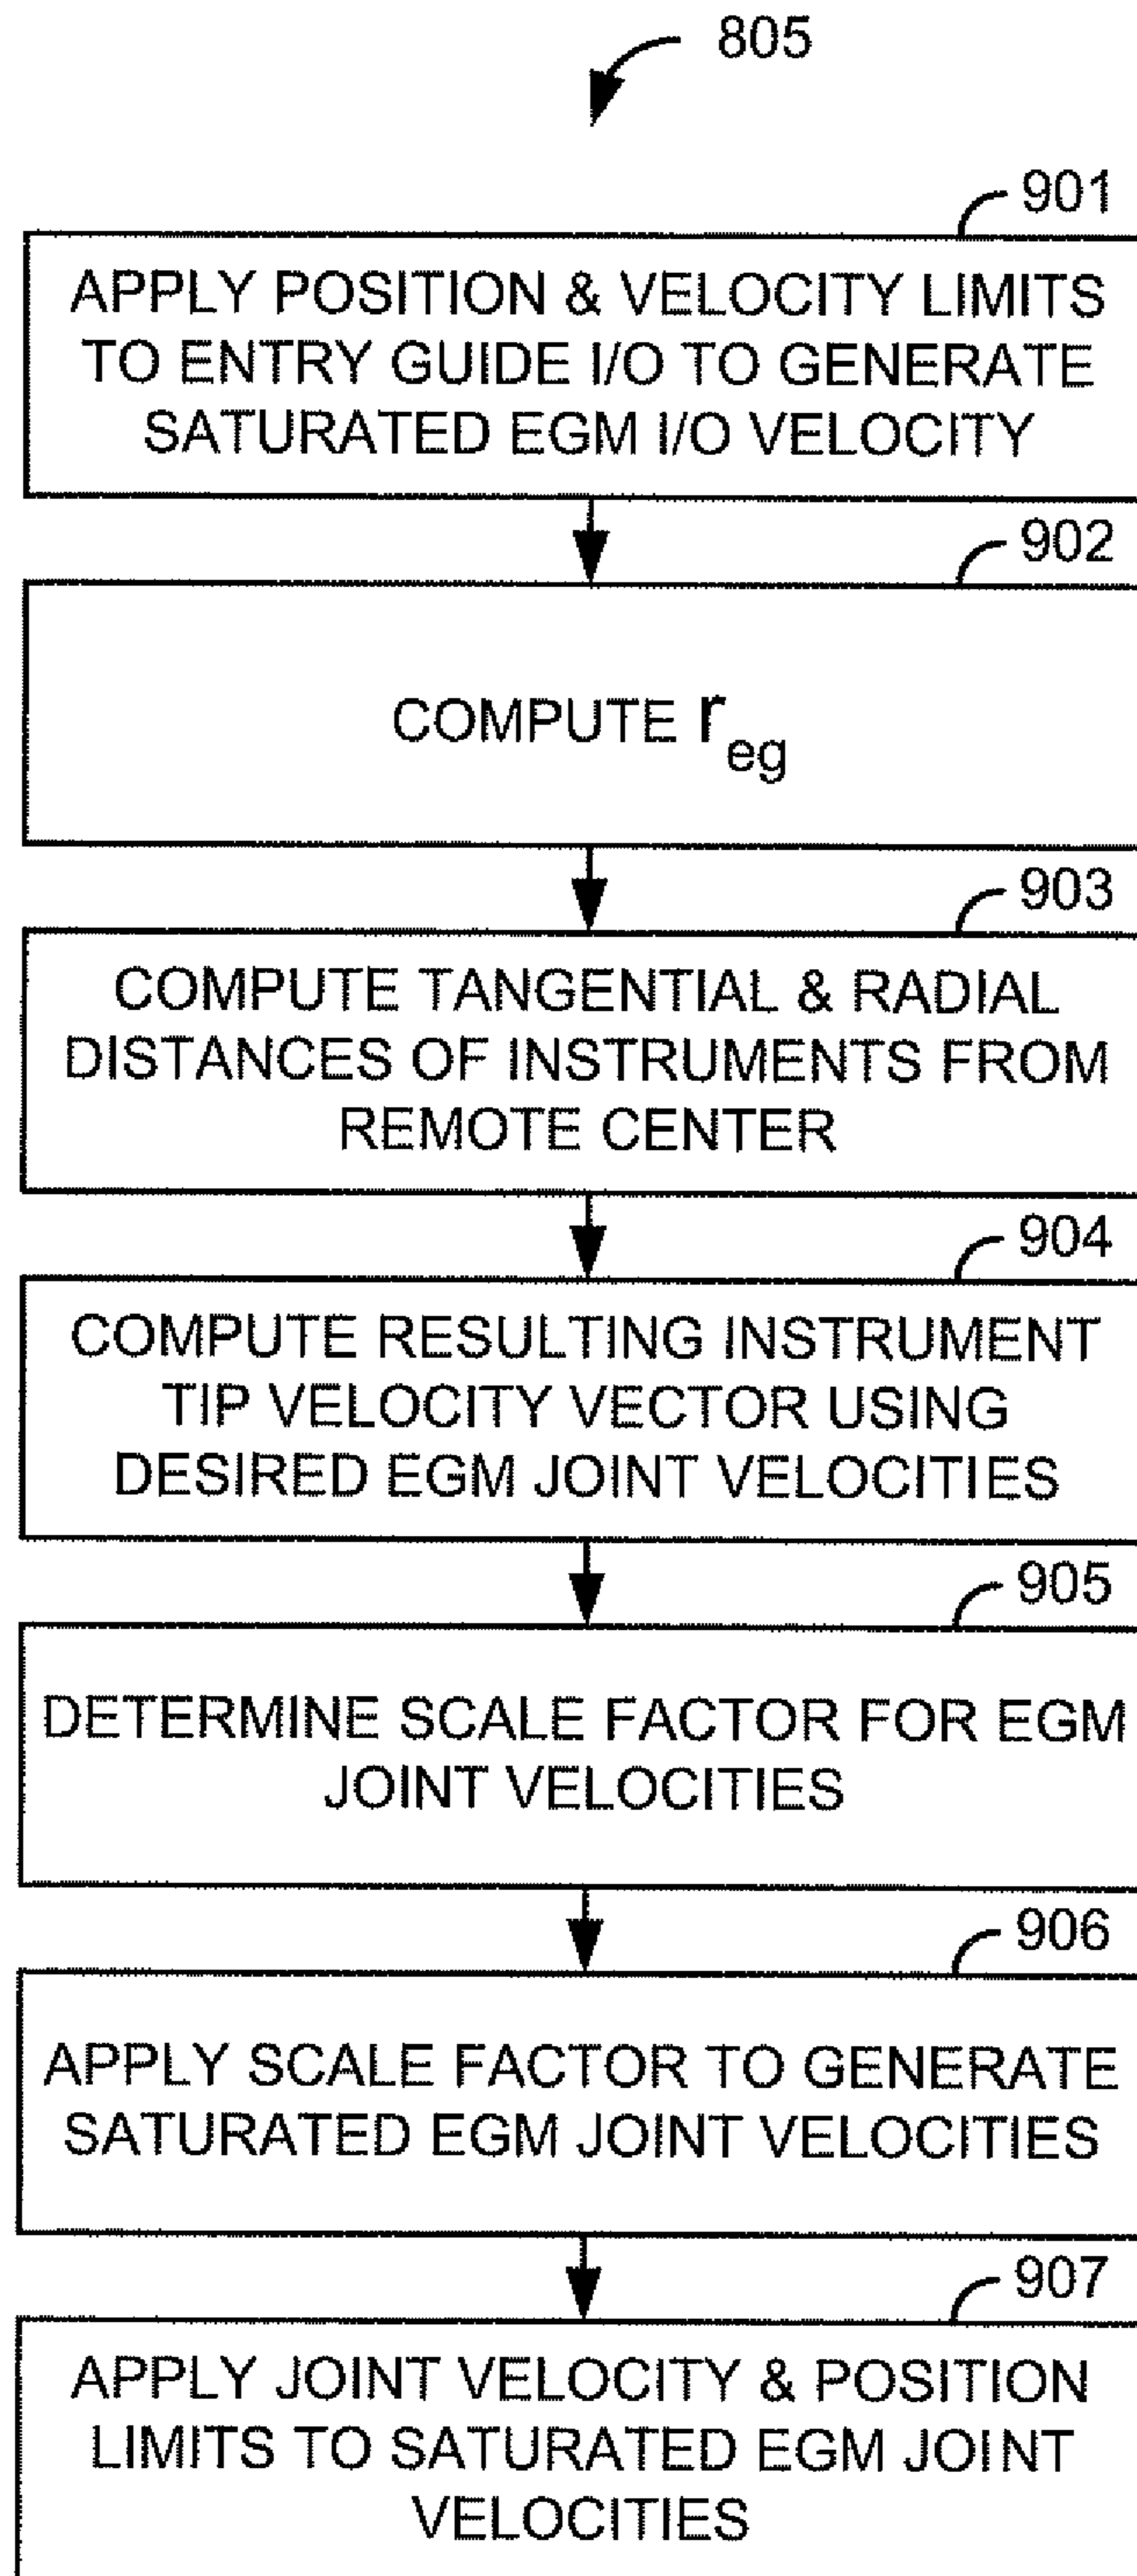 805
901
APPLY POSITION & VELOCITY LIMITS
TO ENTRY GUIDE I/O TO GENERATE
SATURATED EGM I/O VELOCITY
902
COMPUTE reg
903
COMPUTE TANGENTIAL & RADIAL
DISTANCES OF INSTRUMENTS FROM
REMOTE CENTER
904
COMPUTE RESULTING INSTRUMENT
TIP VELOCITY VECTOR USING
DESIRED EGM JOINT VELOCITIES
905
DETERMINE SCALE FACTOR FOR EGM
JOINT VELOCITIES
906
APPLY SCALE FACTOR TO GENERATE
SATURATED EGM JOINT VELOCITIES
907
APPLY JOINT VELOCITY & POSITION
LIMITS TO SATURATED EGM JOINT
VELOCITIES